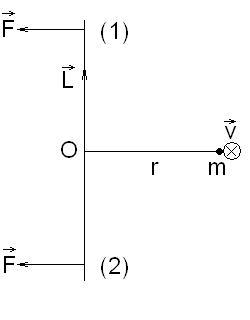 F⃗ (1)
L⃗
O r m v⃗
F⃗ (2)